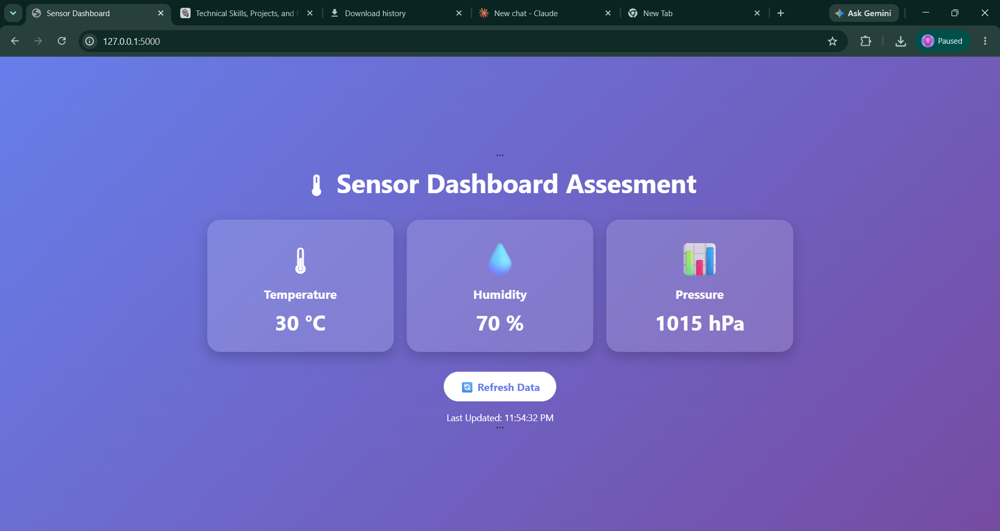 Sensor Dashboard
Technical Skills, Projects, and
Download history
New chat - Claude
New Tab
Ask Gemini
127.0.0.1:5000
Paused
```
Sensor Dashboard Assesment
Temperature
30 °C
Humidity
70 %
Pressure
1015 hPa
Refresh Data
Last Updated: 11:54:32 PM
```